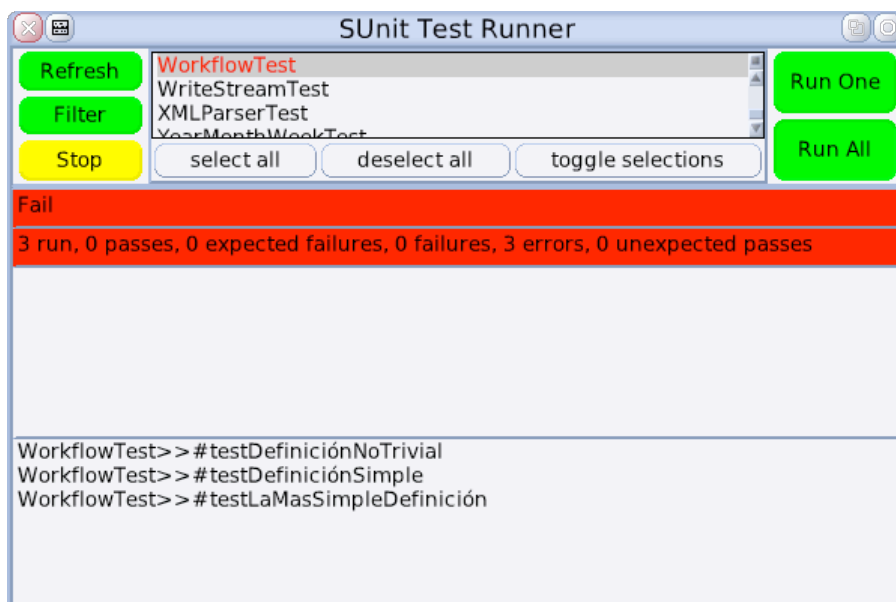 SUnit Test Runner
Refresh
Filter
Stop
WorkflowTest
WriteStreamTest
XMLParserTest
YearMonthWeekTest
select all
deselect all
toggle selections
Run One
Run All
Fail
3 run, 0 passes, 0 expected failures, 0 failures, 3 errors, 0 unexpected passes
WorkflowTest>>#testDefiniciónNoTrivial
WorkflowTest>>#testDefiniciónSimple
WorkflowTest>>#testLaMasSimpleDefinición